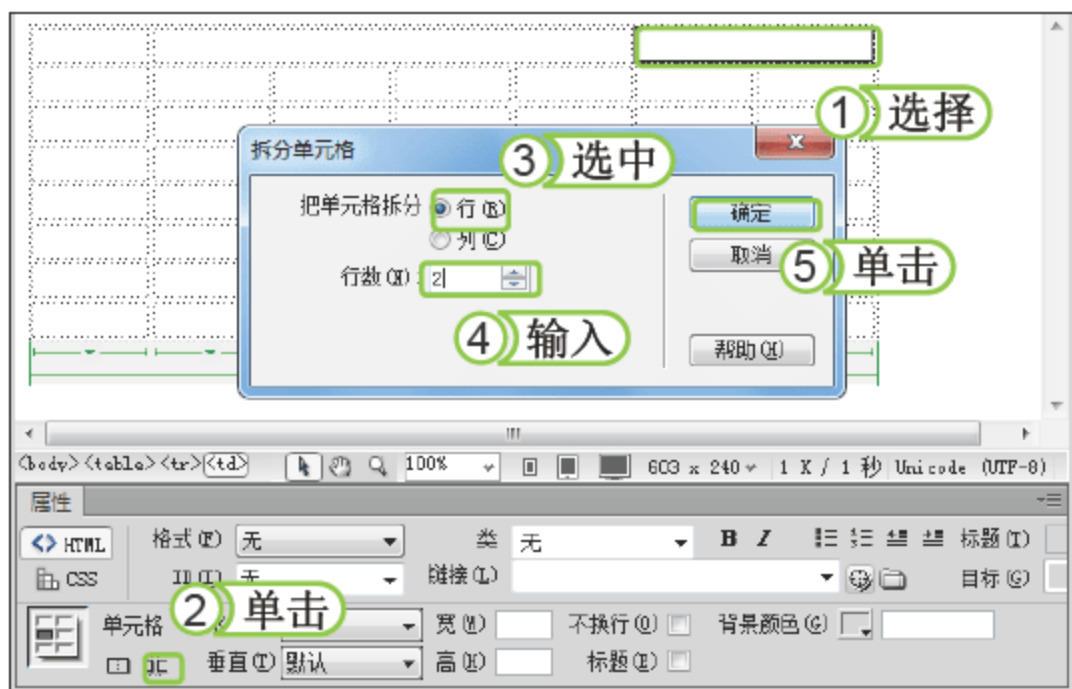 ① 选择
拆分单元格
③ 选中
把单元格拆分 行(R)
确定
列(C)
取消
⑤ 单击
行数(N): 2
④ 输入
帮助(H)
<body><table><tr><td> 100% 603 x 240 1 K / 1 秒 Unicode (UTF-8)
属性
<> HTML 格式(F) 无 类 无 B I 标题(T)
CSS ID(I) 无 链接(L) 目标(G)
② 单击
单元格 宽(W) 不换行(O) 背景颜色(G)
垂直(T) 默认 高(H) 标题(E)